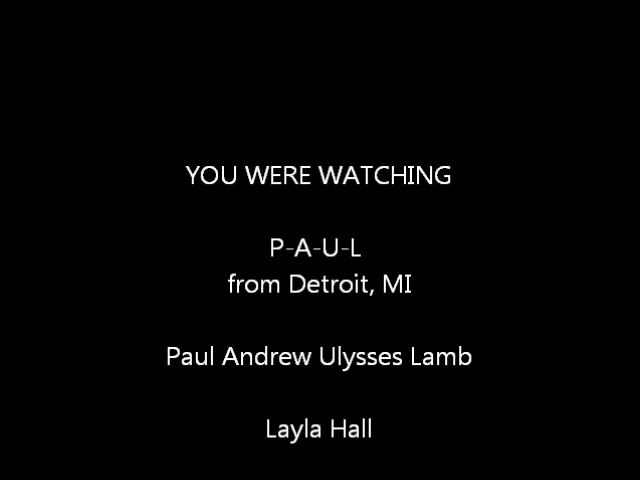 YOU WERE WATCHING
P-A-U-L
from Detroit, MI
Paul Andrew Ulysses Lamb
Layla Hall